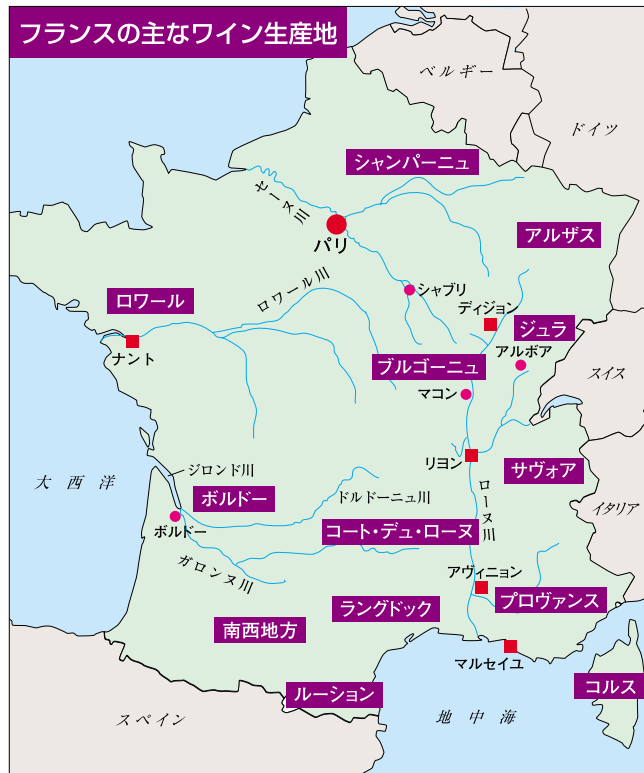 フランスの主なワイン生産地
ベルギー
ドイツ
シャンパーニュ
セーヌ川
パリ
アルザス
シャブリ
ロワール川
ロワール
ディジョン
ジュラ
アルボア
ナント
ブルゴーニュ
マコン
スイス
リヨン
サヴォア
ジロンド川
大西洋
ボルドー
ドルドーニュ川
ローヌ川
イタリア
ボルドー
コート・デュ・ローヌ
ガロンヌ川
アヴィニョン
プロヴァンス
ラングドック
南西地方
マルセイユ
コルス
ルーション
スペイン
地中海